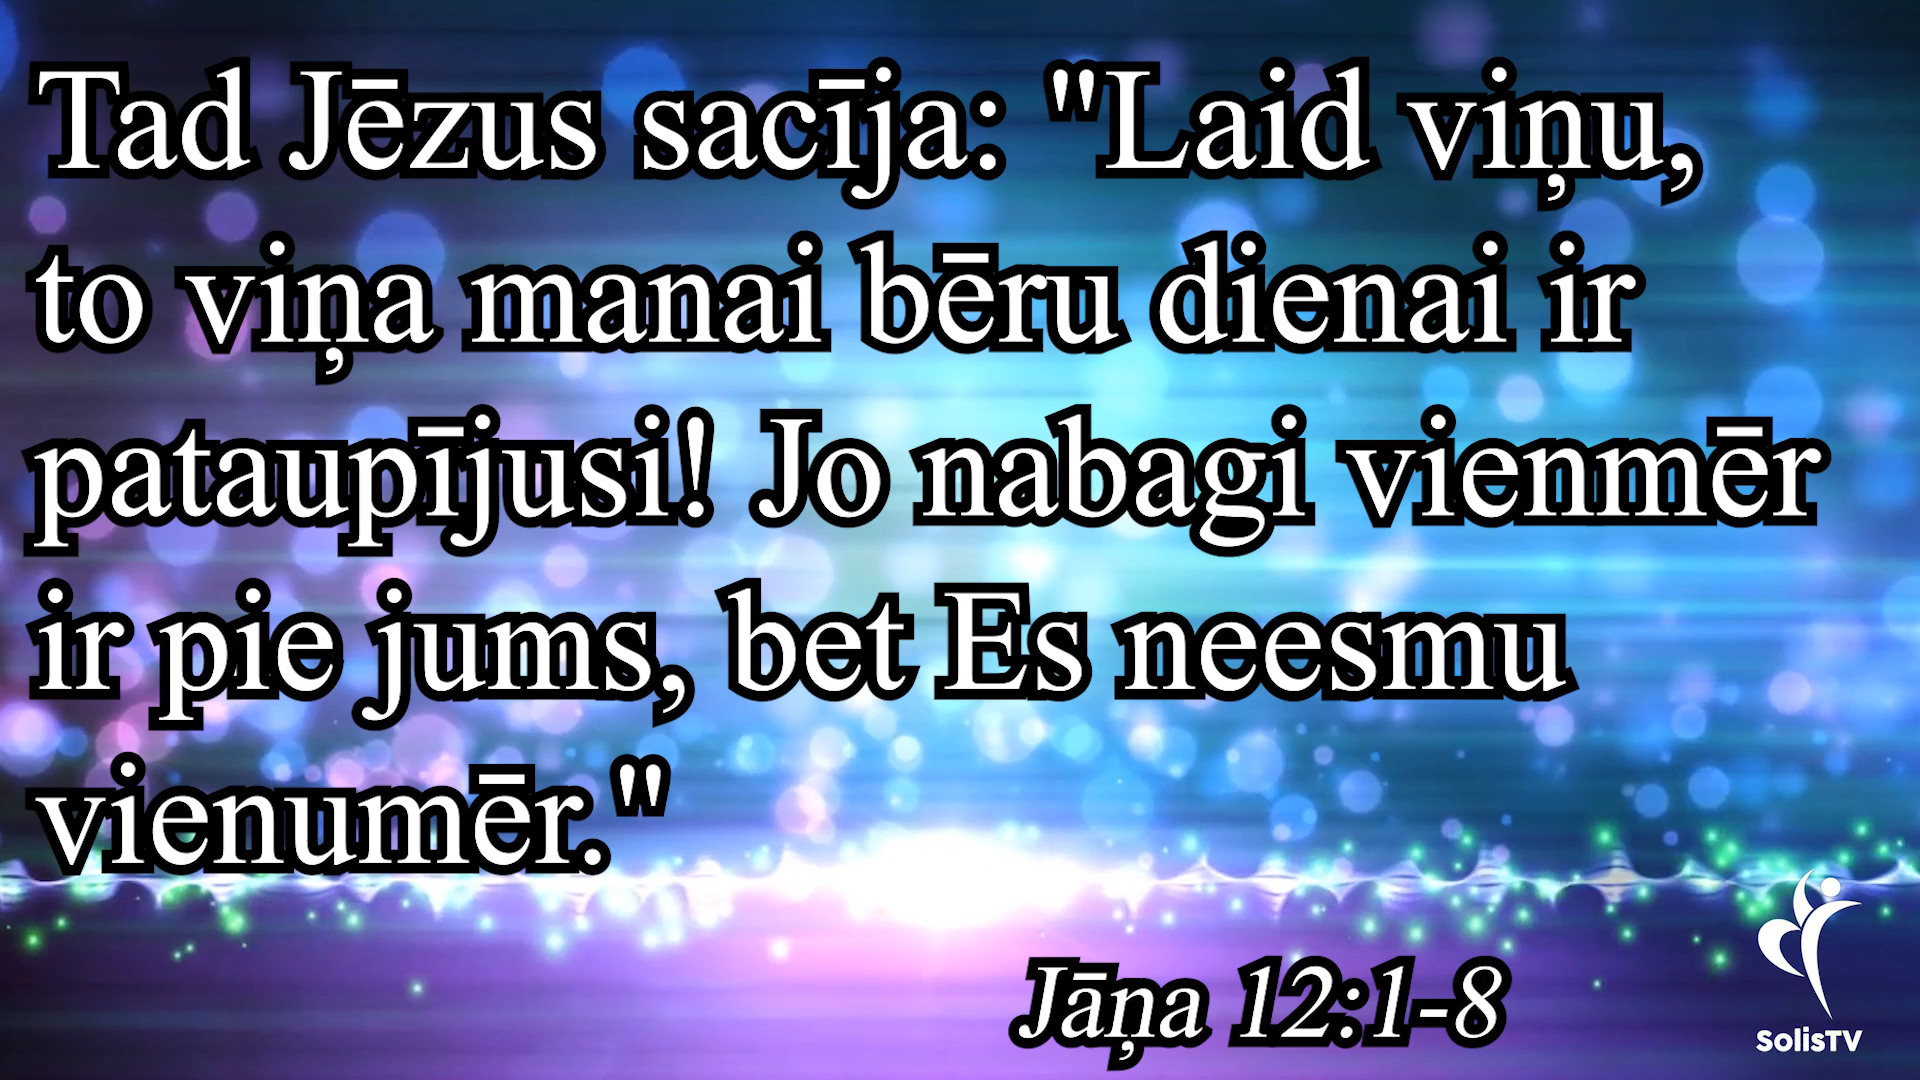 Tad Jēzus sacīja: "Laid viņu,
to viņa manai bēru dienai ir
pataupījusi! Jo nabagi vienmēr
ir pie jums, bet Es neesmu
vienumēr."
Jāņa 12:1-8
SolisTV